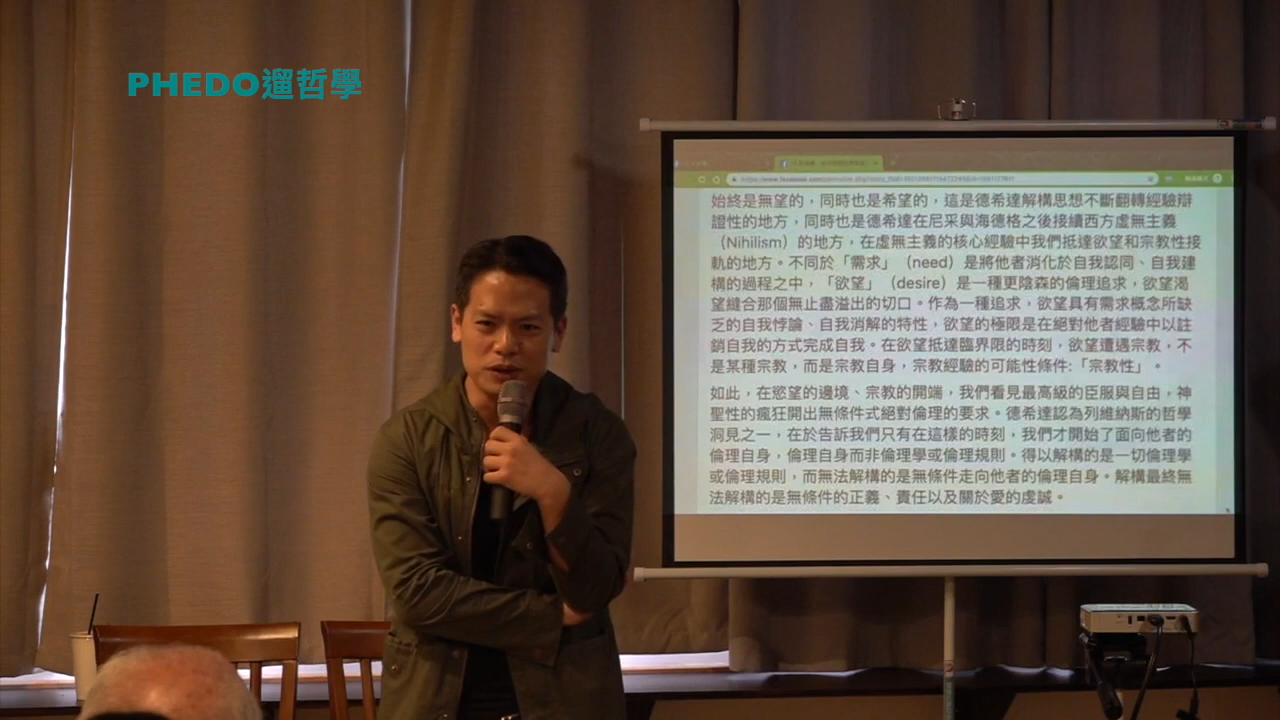 PHEDO遛哲學
始終是無望的，同時也是希望的，這是德希達解構思想不斷翻轉經驗辯
證性的地方，同時也是德希達在尼采與海德格之後接續西方虛無主義
（Nihilism）的地方，在虛無主義的核心經驗中我們抵達欲望和宗教性接
軌的地方。不同於「需求」（need）是將他者消化於自我認同、自我建
構的過程之中，「欲望」（desire）是一種更陰森的倫理追求，欲望渴
望縫合那個無止盡溢出的切口。作為一種追求，欲望具有需求概念所缺
乏的自我悖論、自我消解的特性，欲望的極限是在絕對他者經驗中以註
銷自我的方式完成自我。在欲望抵達臨界限的時刻，欲望遭遇宗教，不
是某種宗教，而是宗教自身，宗教經驗的可能性條件:「宗教性」。
如此，在慾望的邊境、宗教的開端，我們看見最高級的臣服與自由，神
聖性的瘋狂開出無條件式絕對倫理的要求。德希達認為列維納斯的哲學
洞見之一，在於告訴我們只有在這樣的時刻，我們才開始了面向他者的
倫理自身，倫理自身而非倫理學或倫理規則。得以解構的是一切倫理學
或倫理規則，而無法解構的是無條件走向他者的倫理自身。解構最終無
法解構的是無條件的正義、責任以及關於愛的虔誠。